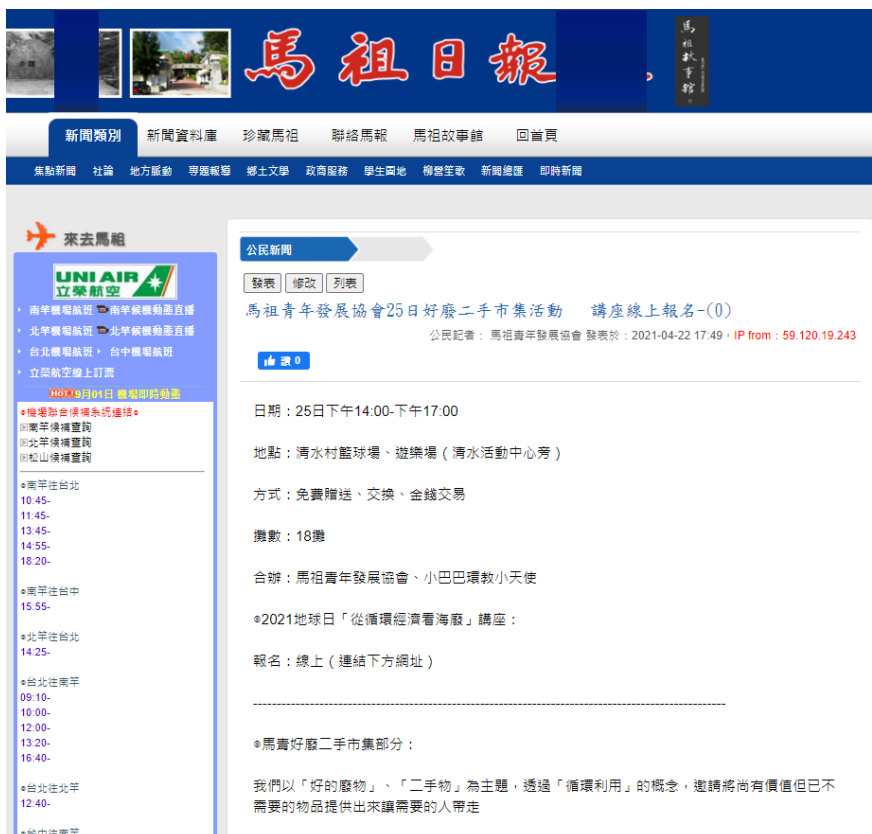 馬祖日報
馬祖故事館
新聞類別 新聞資料庫 珍藏馬祖 聯絡馬報 馬祖故事館 回首頁
焦點新聞 社論 地方脈動 專題報導 鄉土文學 政商服務 學生園地 柳營笙歌 新聞總匯 即時新聞
來去馬祖
UNI AIR
立榮航空
南竿機場航班 南竿候機動態直播
北竿機場航班 北竿候機動態直播
台北機場航班 台中機場航班
立榮航空線上訂票
HOT!! 9月01日 機場即時動態
⊙機場聯合候補系統連結⊙
南竿候補查詢
北竿候補查詢
松山候補查詢
⊙南竿往台北
10:45-
11:45-
13:45-
14:55-
18:20-
⊙南竿往台中
15:55-
⊙北竿往台北
14:25-
⊙台北往南竿
09:10-
10:00-
12:00-
13:20-
16:40-
⊙台北往北竿
12:40-
⊙台中往南竿
公民新聞
發表 修改 列表
馬祖青年發展協會25日好廢二手市集活動 講座線上報名-(0)
公民記者： 馬祖青年發展協會 發表於：2021-04-22 17:49，IP from：59.120.19.243
讚 0
日期：25日下午14:00-下午17:00
地點：清水村籃球場、遊樂場（清水活動中心旁）
方式：免費贈送、交換、金錢交易
攤數：18攤
合辦：馬祖青年發展協會、小巴巴環教小天使
⊙2021地球日「從循環經濟看海廢」講座：
報名：線上（連結下方網址）
----------------------------------------------------------------------------------------------------
⊙馬青好廢二手市集部分：
我們以「好的廢物」、「二手物」為主題，透過「循環利用」的概念，邀請將尚有價值但已不
需要的物品提供出來讓需要的人帶走